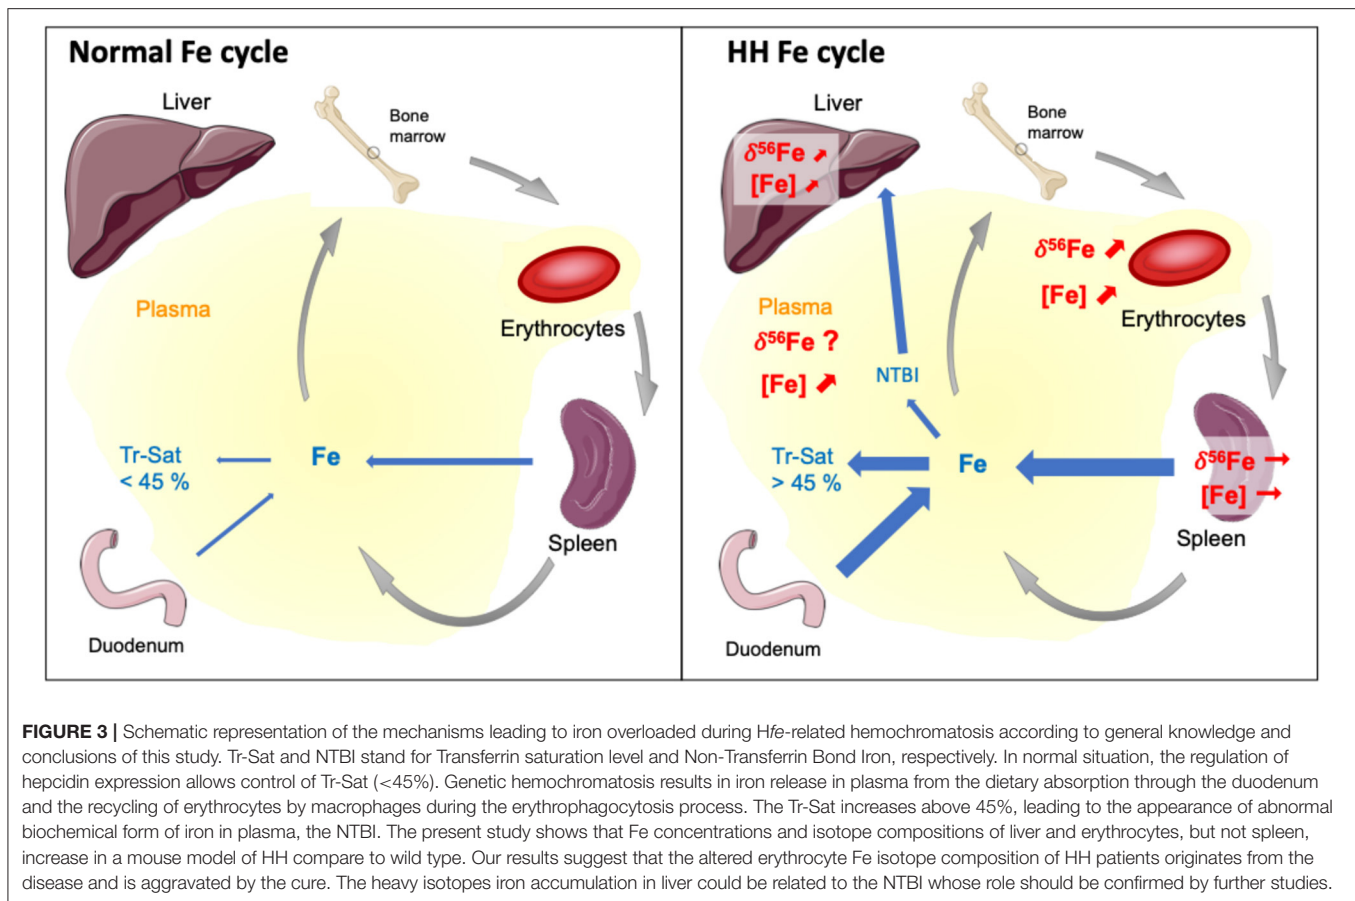 Normal Fe cycle
Liver
Bone
marrow
Plasma
Erythrocytes
Tr-Sat
< 45 %
Fe
Spleen
Duodenum
HH Fe cycle
Liver
δ⁵⁶Fe ➚
[Fe] ➚
Bone
marrow
δ⁵⁶Fe ➚
[Fe] ➚
Erythrocytes
Plasma
δ⁵⁶Fe ?
[Fe] ➚
NTBI
Tr-Sat
> 45 %
Fe
δ⁵⁶Fe →
[Fe] →
Spleen
Duodenum
FIGURE 3 | Schematic representation of the mechanisms leading to iron overloaded during Hfe-related hemochromatosis according to general knowledge and
conclusions of this study. Tr-Sat and NTBI stand for Transferrin saturation level and Non-Transferrin Bond Iron, respectively. In normal situation, the regulation of
hepcidin expression allows control of Tr-Sat (<45%). Genetic hemochromatosis results in iron release in plasma from the dietary absorption through the duodenum
and the recycling of erythrocytes by macrophages during the erythrophagocytosis process. The Tr-Sat increases above 45%, leading to the appearance of abnormal
biochemical form of iron in plasma, the NTBI. The present study shows that Fe concentrations and isotope compositions of liver and erythrocytes, but not spleen,
increase in a mouse model of HH compare to wild type. Our results suggest that the altered erythrocyte Fe isotope composition of HH patients originates from the
disease and is aggravated by the cure. The heavy isotopes iron accumulation in liver could be related to the NTBI whose role should be confirmed by further studies.